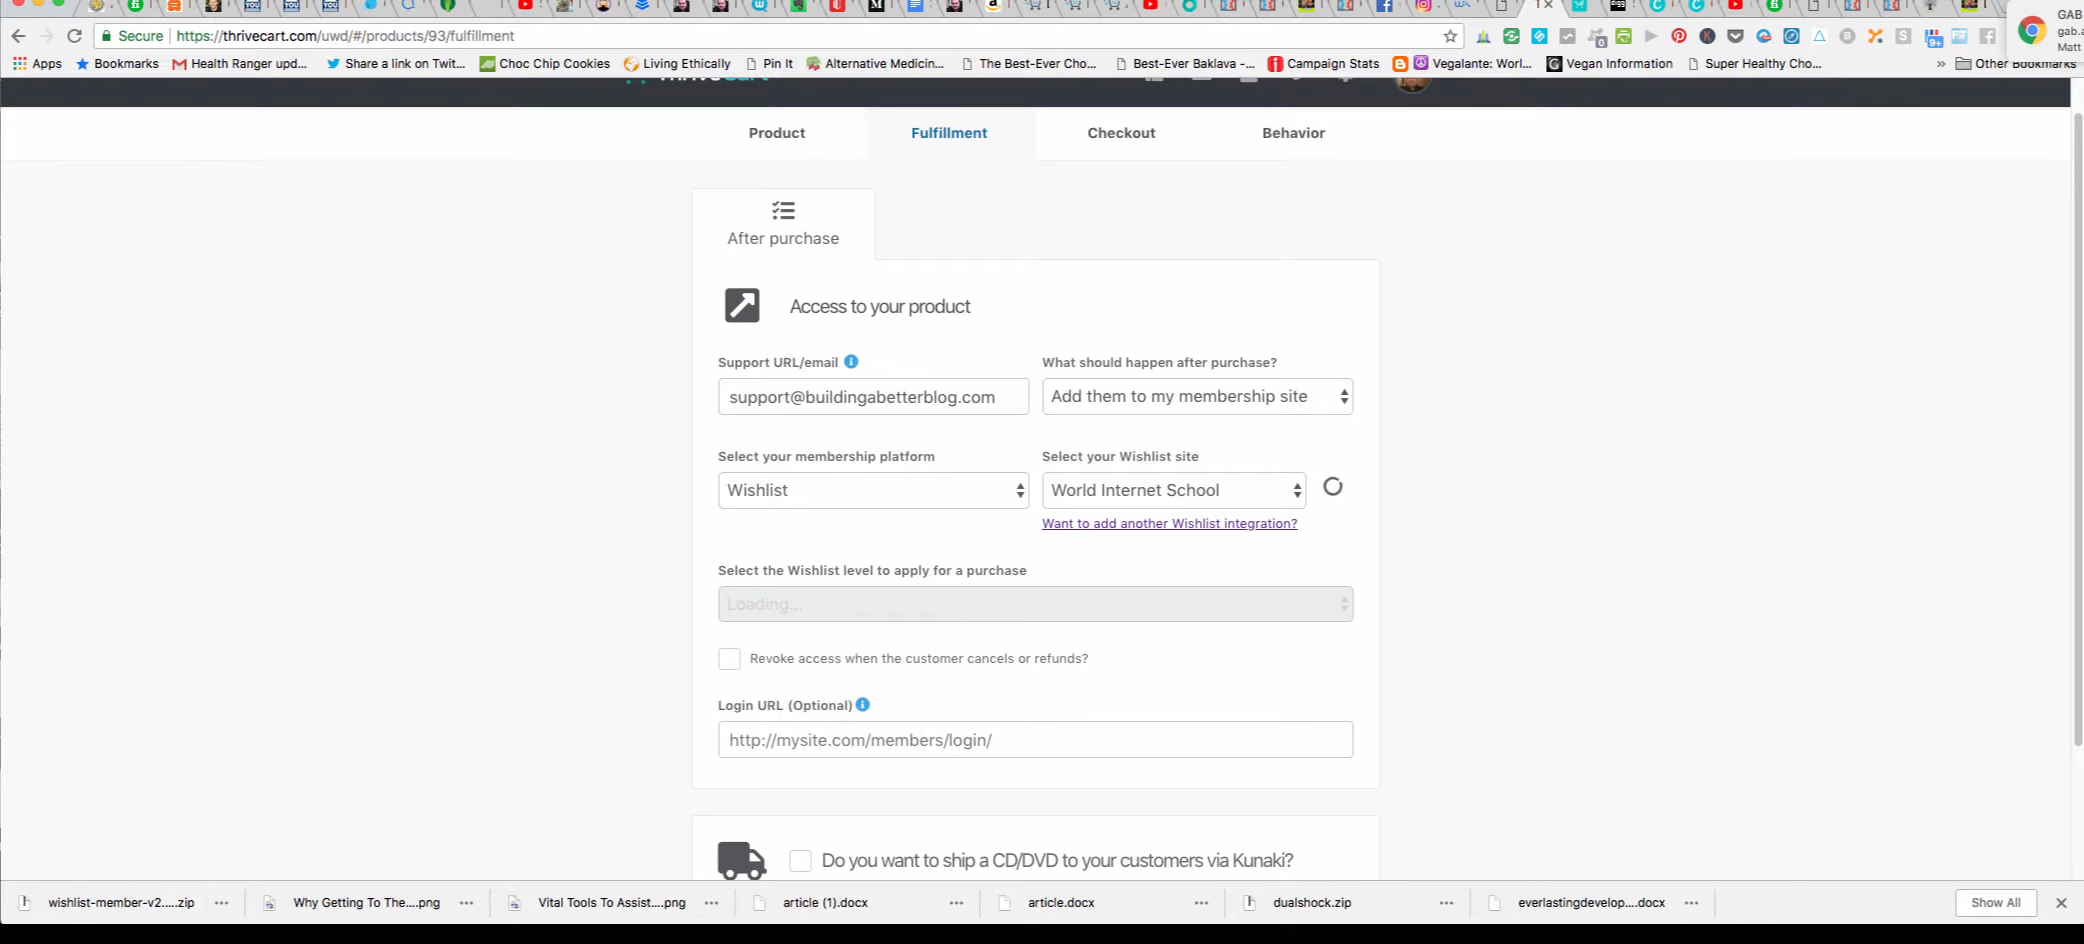 GAB
Secure https://thrivecart.com/uwd/#/products/93/fulfillment
gab.a
Matt
Apps Bookmarks Health Ranger upd... Share a link on Twit... Choc Chip Cookies Living Ethically Pin It Alternative Medicin... The Best-Ever Cho... Best-Ever Baklava -... Campaign Stats Vegalante: Worl... Vegan Information Super Healthy Cho... » Other Bookmarks
Product Fulfillment Checkout Behavior
After purchase
Access to your product
Support URL/email What should happen after purchase?
support@buildingabetterblog.com Add them to my membership site
Select your membership platform Select your Wishlist site
Wishlist World Internet School
Want to add another Wishlist integration?
Select the Wishlist level to apply for a purchase
Loading...
Revoke access when the customer cancels or refunds?
Login URL (Optional)
http://mysite.com/members/login/
Do you want to ship a CD/DVD to your customers via Kunaki?
wishlist-member-v2.....zip Why Getting To The....png Vital Tools To Assist....png article (1).docx article.docx dualshock.zip everlastingdevelop....docx Show All